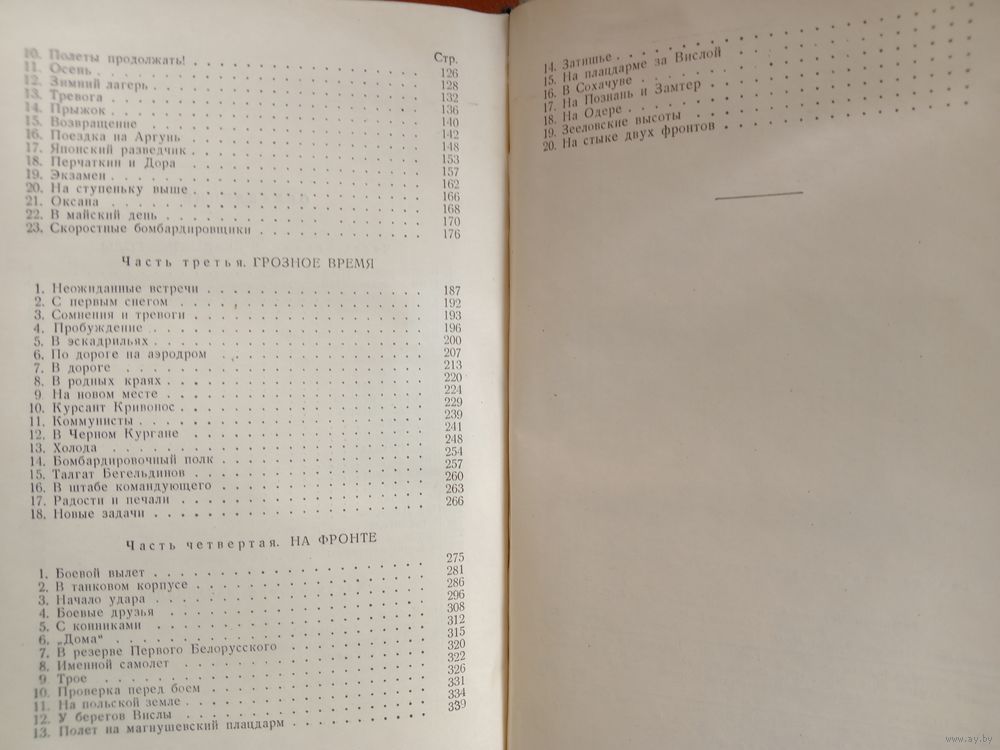 Стр.
10. Полеты продолжать! 126
11. Осень 128
12. Зимний лагерь 132
13. Тревога 136
14. Прыжок 140
15. Возвращение 142
16. Поездка на Аргунь 148
17. Японский разведчик 153
18. Перчаткин и Дора 157
19. Экзамен 162
20. На ступеньку выше 166
21. Оксана 168
22. В майский день 170
23. Скоростные бомбардировщики 176
Часть третья. ГРОЗНОЕ ВРЕМЯ
1. Неожиданные встречи 187
2. С первым снегом 192
3. Сомнения и тревоги 193
4. Пробуждение 196
5. В эскадрильях 200
6. По дороге на аэродром 207
7. В дороге 213
8. В родных краях 220
9. На новом месте 224
10. Курсант Кривонос 229
11. Коммунисты 239
12. В Черном Кургане 241
13. Холода 248
14. Бомбардировочный полк 254
15. Талгат Бегельдинов 257
16. В штабе командующего 260
17. Радости и печали 263
18. Новые задачи 266
Часть четвертая. НА ФРОНТЕ
1. Боевой вылет 275
2. В танковом корпусе 281
3. Начало удара 286
4. Боевые друзья 296
5. С конниками 308
6. „Дома“ 312
7. В резерве Первого Белорусского 315
8. Именной самолет 320
9. Трое 322
10. Проверка перед боем 326
11. На польской земле 331
12. У берегов Вислы 334
13. Полет на магнушевский плацдарм 339
14. Затишье
15. На плацдарме за Вислой
16. В Сохачуве
17. На Познань и Замтер
18. На Одере
19. Зееловские высоты
20. На стыке двух фронтов
www.ay.by